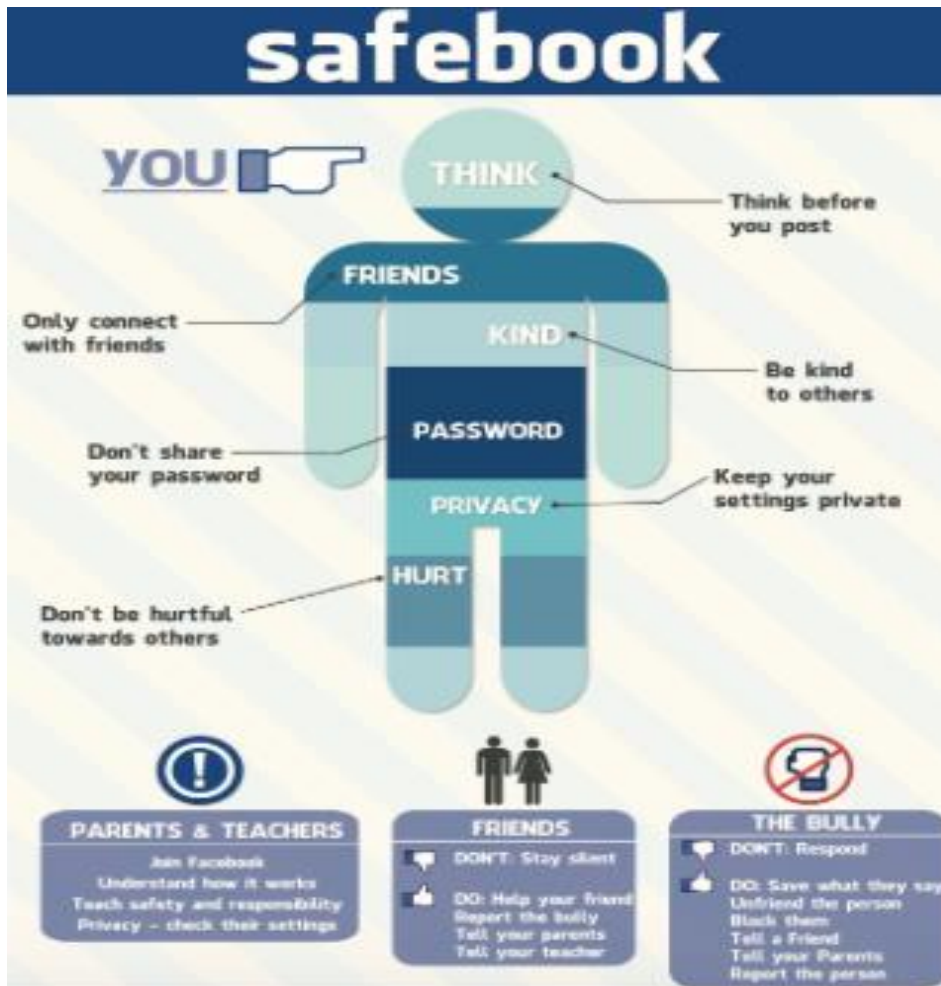 safebook
YOU
THINK
Think before
you post
FRIENDS
Only connect
with friends
KIND
Be kind
to others
PASSWORD
Don't share
your password
PRIVACY
Keep your
settings private
HURT
Don't be hurtful
towards others
PARENTS & TEACHERS
Join Facebook
Understand how it works
Teach safety and responsibility
Privacy – check their settings
FRIENDS
DON'T: Stay silent
DO: Help your friend
Report the bully
Tell your parents
Tell your teacher
THE BULLY
DON'T: Respond
DO: Save what they say
Unfriend the person
Block them
Tell a Friend
Tell your Parents
Report the person